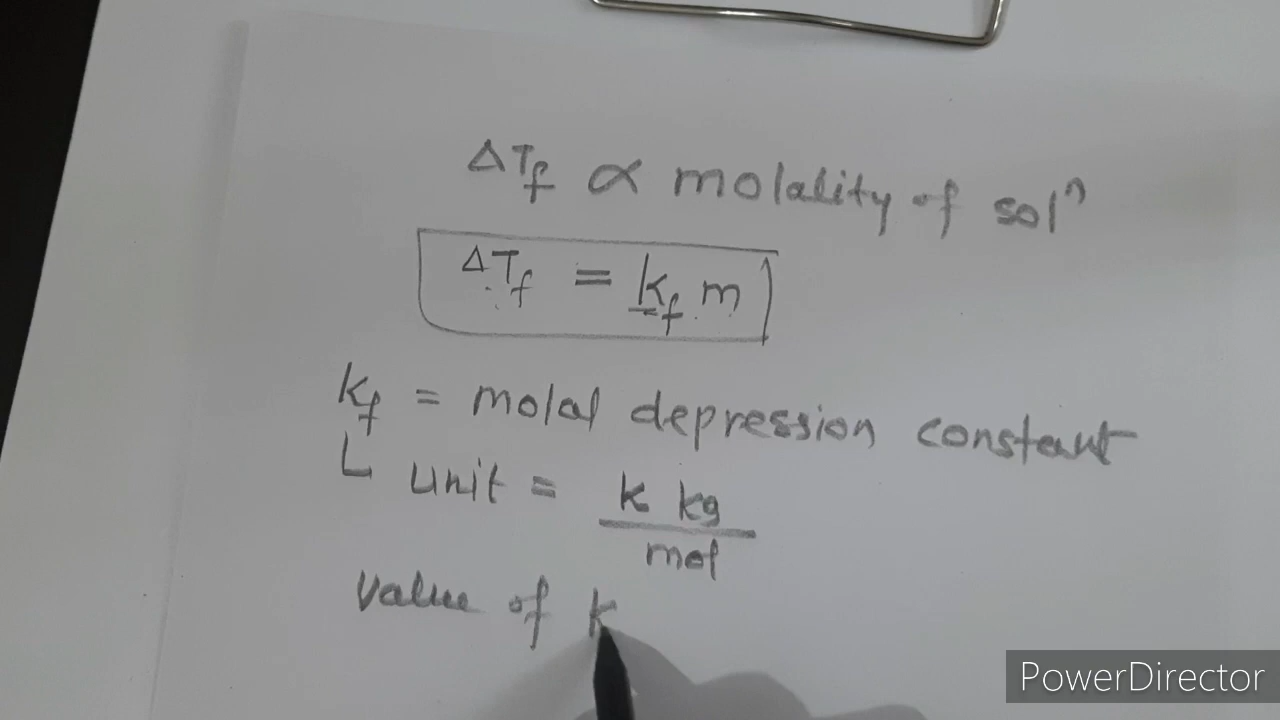 ΔTf ∝ molality of solⁿ
ΔTf = kf m
kf = molal depression constant
unit = k kg
mol
value of k
PowerDirector